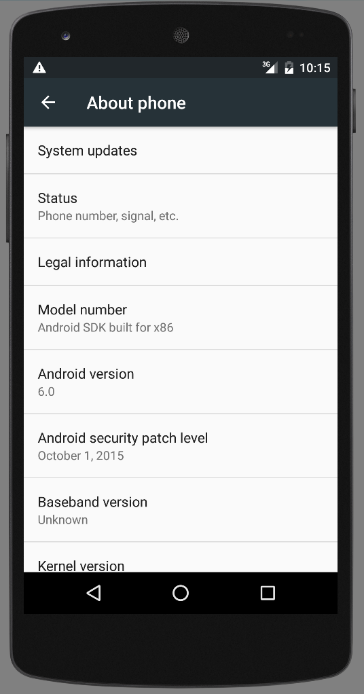 3G 10:15
About phone
System updates
Status
Phone number, signal, etc.
Legal information
Model number
Android SDK built for x86
Android version
6.0
Android security patch level
October 1, 2015
Baseband version
Unknown
Kernel version